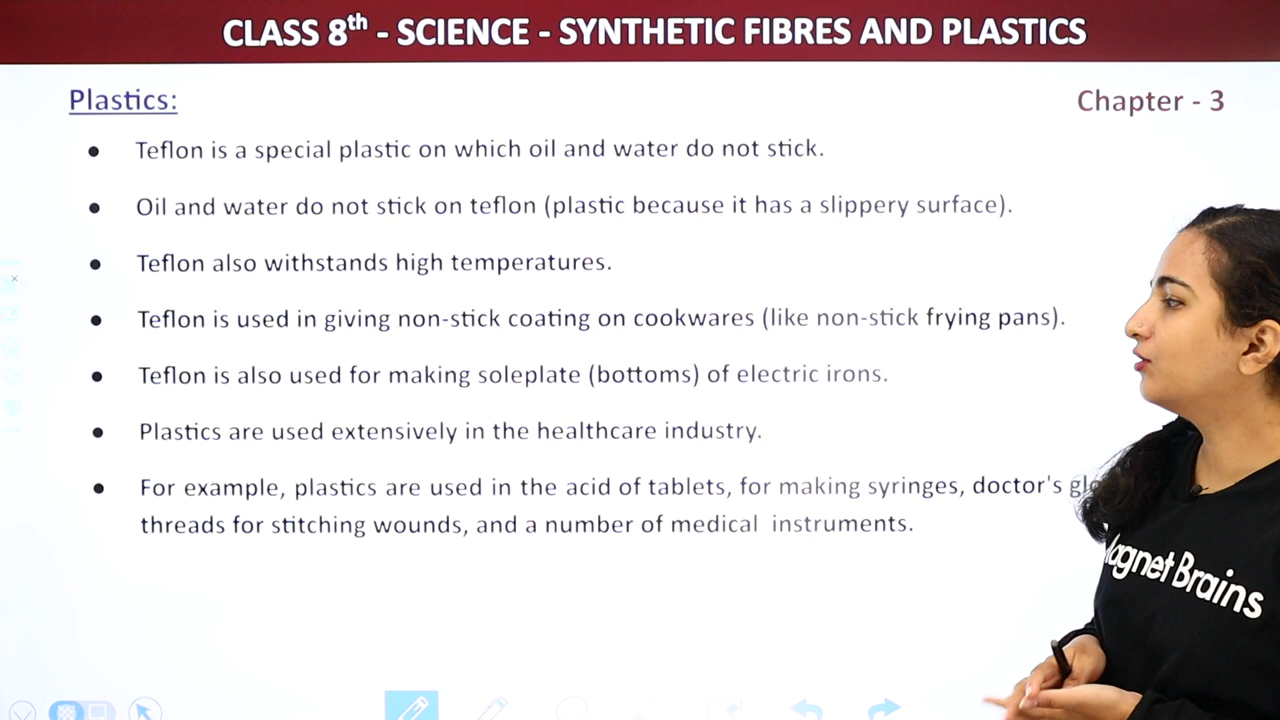 CLASS 8th - SCIENCE - SYNTHETIC FIBRES AND PLASTICS
Plastics:
Chapter - 3
● Teflon is a special plastic on which oil and water do not stick.
● Oil and water do not stick on teflon (plastic because it has a slippery surface).
● Teflon also withstands high temperatures.
● Teflon is used in giving non-stick coating on cookwares (like non-stick frying pans).
● Teflon is also used for making soleplate (bottoms) of electric irons.
● Plastics are used extensively in the healthcare industry.
● For example, plastics are used in the acid of tablets, for making syringes, doctor's
threads for stitching wounds, and a number of medical instruments.
Magnet Brains